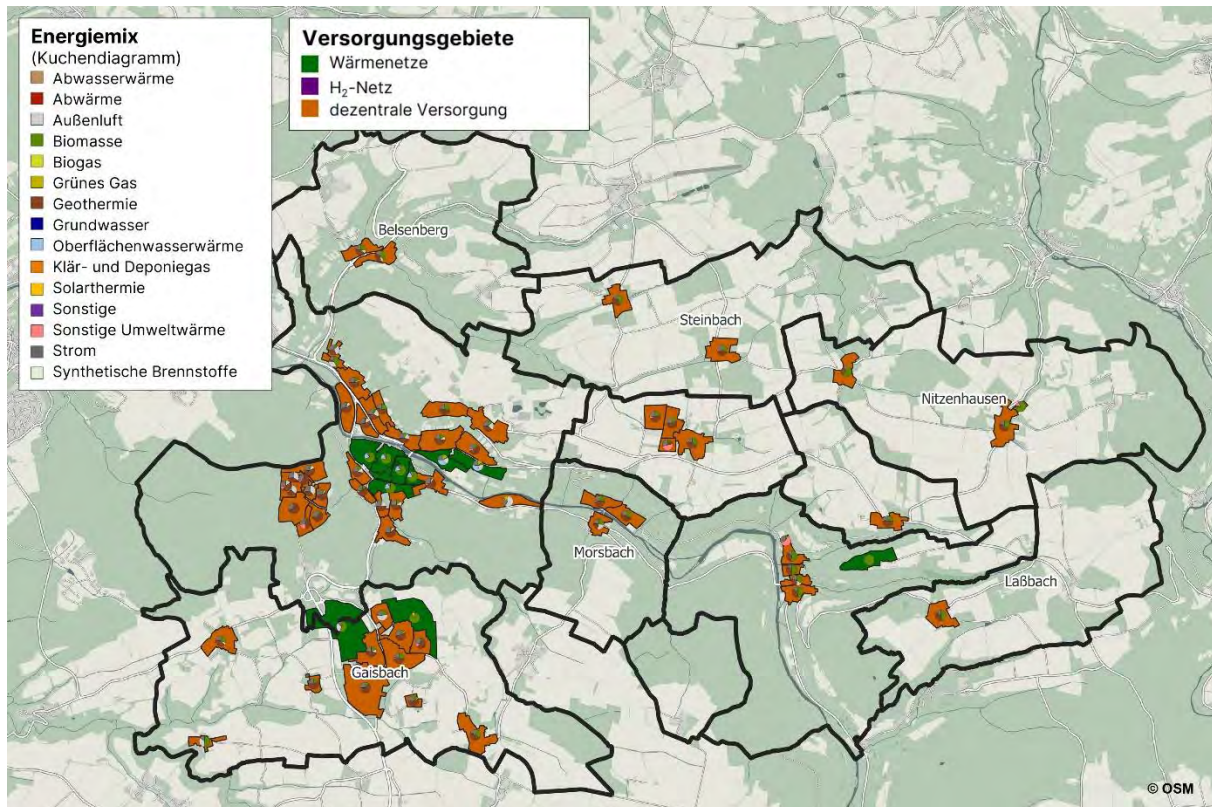 Energiemix
(Kuchendiagramm)
Abwasserwärme
Abwärme
Außenluft
Biomasse
Biogas
Grünes Gas
Geothermie
Grundwasser
Oberflächenwasserwärme
Klär- und Deponiegas
Solarthermie
Sonstige
Sonstige Umweltwärme
Strom
Synthetische Brennstoffe
Versorgungsgebiete
Wärmenetze
H₂-Netz
dezentrale Versorgung
Belsenberg
Steinbach
Nitzenhausen
Morsbach
Laßbach
Gaisbach
© OSM